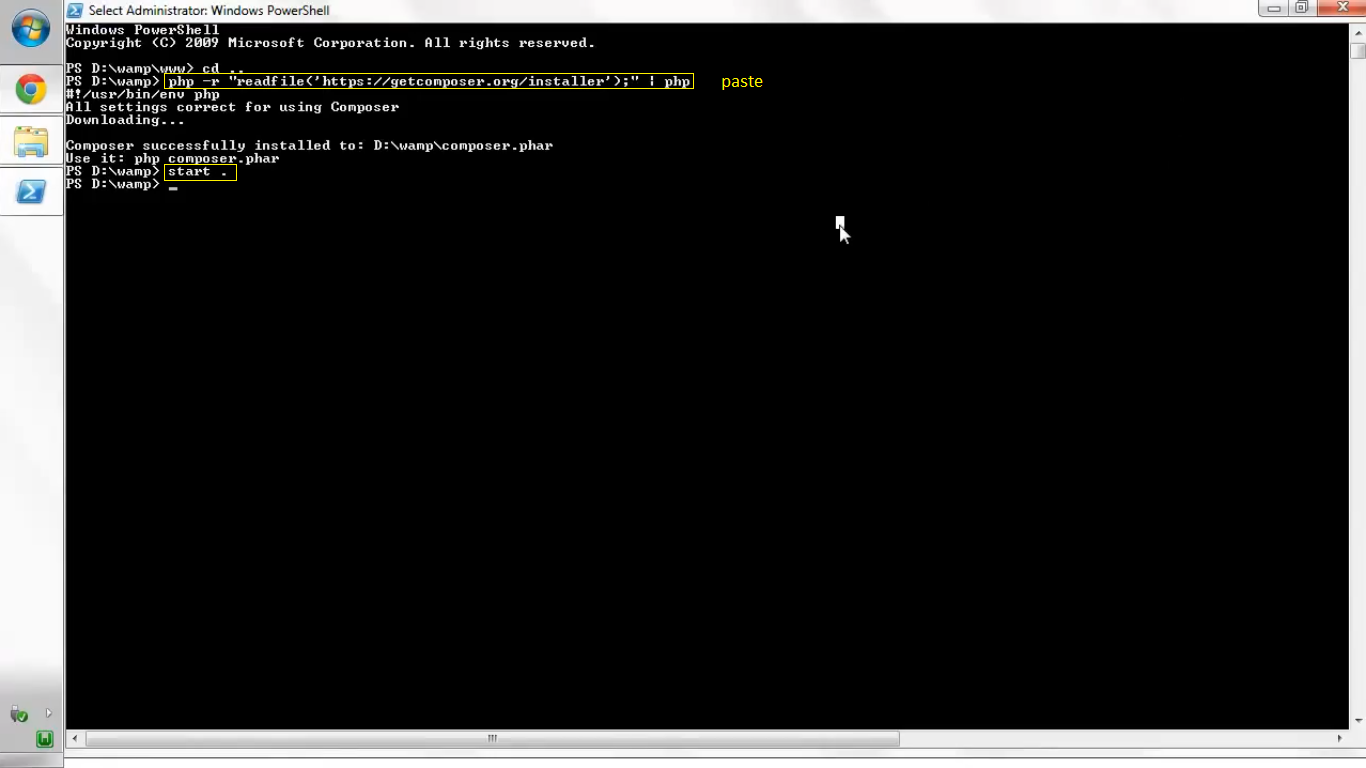 Select Administrator: Windows PowerShell
Windows PowerShell
Copyright (C) 2009 Microsoft Corporation. All rights reserved.
PS D:\wamp\www> cd ..
PS D:\wamp> php -r "readfile('https://getcomposer.org/installer');" | php paste
#!/usr/bin/env php
All settings correct for using Composer
Downloading...
Composer successfully installed to: D:\wamp\composer.phar
Use it: php composer.phar
PS D:\wamp> start .
PS D:\wamp> _